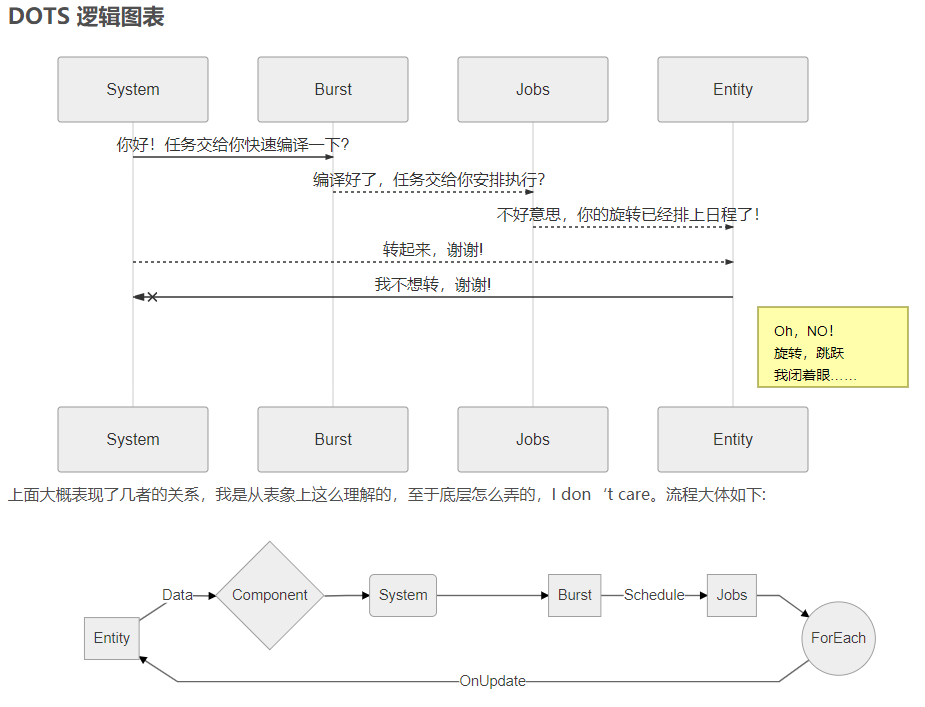 DOTS 逻辑图表
System
Burst
Jobs
Entity
你好！任务交给你快速编译一下？
编译好了，任务交给你安排执行？
不好意思，你的旋转已经排上日程了！
转起来，谢谢!
我不想转，谢谢!
Oh，NO！
旋转，跳跃
我闭着眼……
System
Burst
Jobs
Entity
上面大概表现了几者的关系，我是从表象上这么理解的，至于底层怎么弄的，I don‘t care。流程大体如下:
Entity
Data
Component
System
Burst
Schedule
Jobs
ForEach
OnUpdate